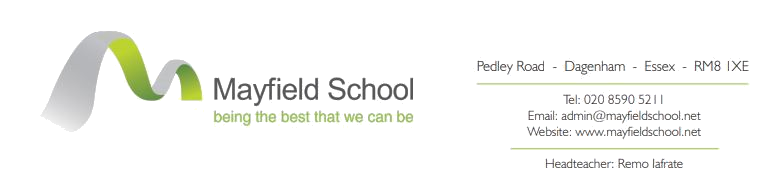 Mayfield School
being the best that we can be
Pedley Road - Dagenham - Essex - RM8 1XE
Tel: 020 8590 5211
Email: admin@mayfieldschool.net
Website: www.mayfieldschool.net
Headteacher: Remo Iafrate